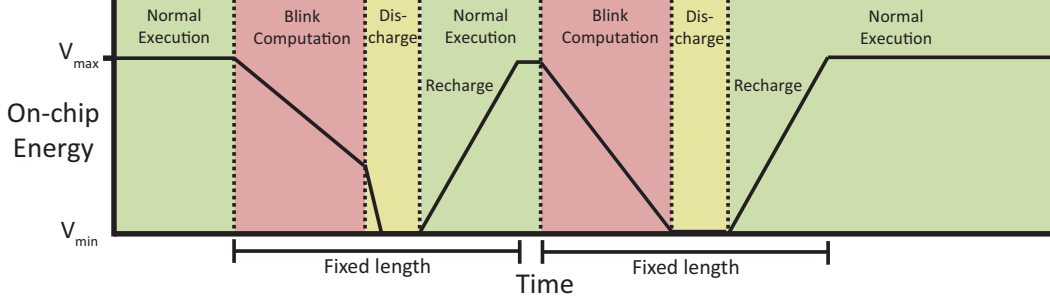 Normal
Execution
Blink
Computation
Dis-
charge
Normal
Execution
Blink
Computation
Dis-
charge
Normal
Execution
Vmax
Recharge
Recharge
On-chip
Energy
Vmin
Fixed length
Fixed length
Time